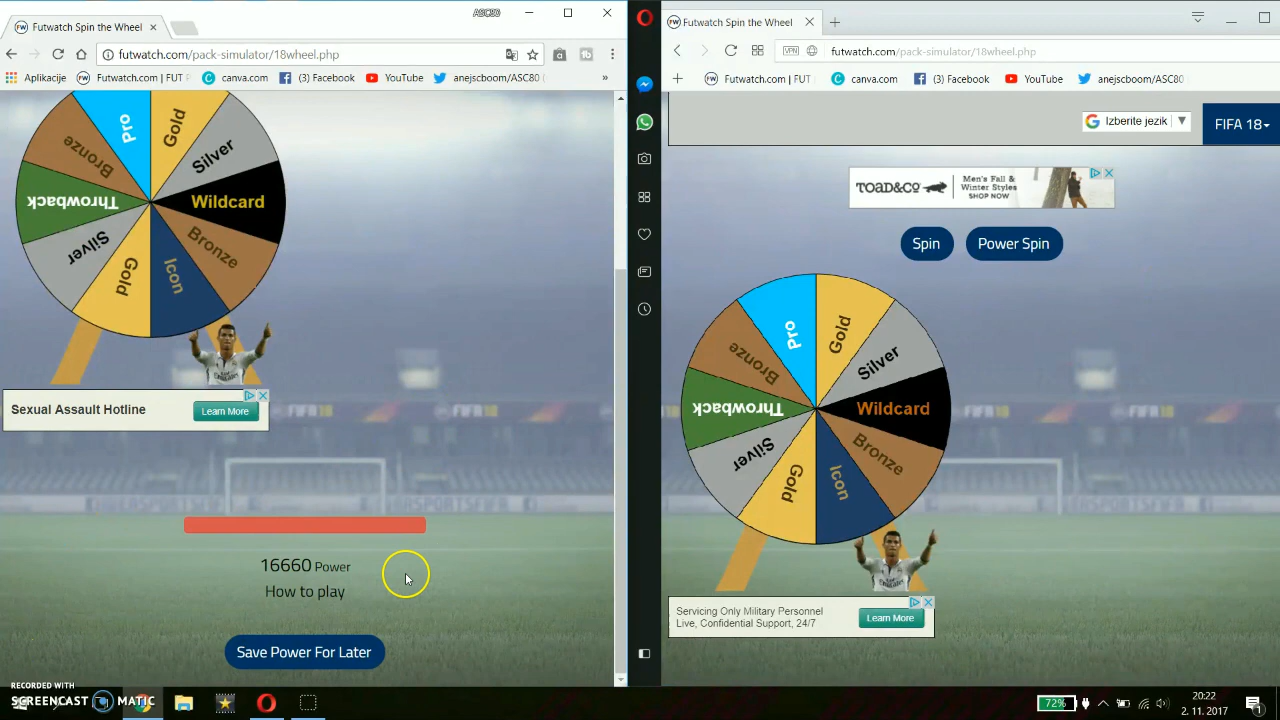 Futwatch Spin the Wheel
ASC80
futwatch.com/pack-simulator/18wheel.php
Aplikacije
Futwatch.com | FUT
canva.com
(3) Facebook
YouTube
anejscboom/ASC80 (
»
Pro
Gold
Silver
Wildcard
Bronze
Icon
Gold
Silver
Throwback
Bronze
Sexual Assault Hotline
Learn More
16660 Power
How to play
Save Power For Later
RECORDED WITH
SCREENCAST MATIC
Futwatch Spin the Wheel
VPN
futwatch.com/pack-simulator/18wheel.php
Futwatch.com | FUT
canva.com
(3) Facebook
YouTube
anejscboom/ASC80
Izberite jezik
FIFA 18
TOAD&CO
Men's Fall &
Winter Styles
SHOP NOW
Spin
Power Spin
Pro
Gold
Silver
Wildcard
Bronze
Icon
Gold
Silver
Throwback
Bronze
Servicing Only Military Personnel
Live, Confidential Support, 24/7
Learn More
72%
20:22
2. 11. 2017